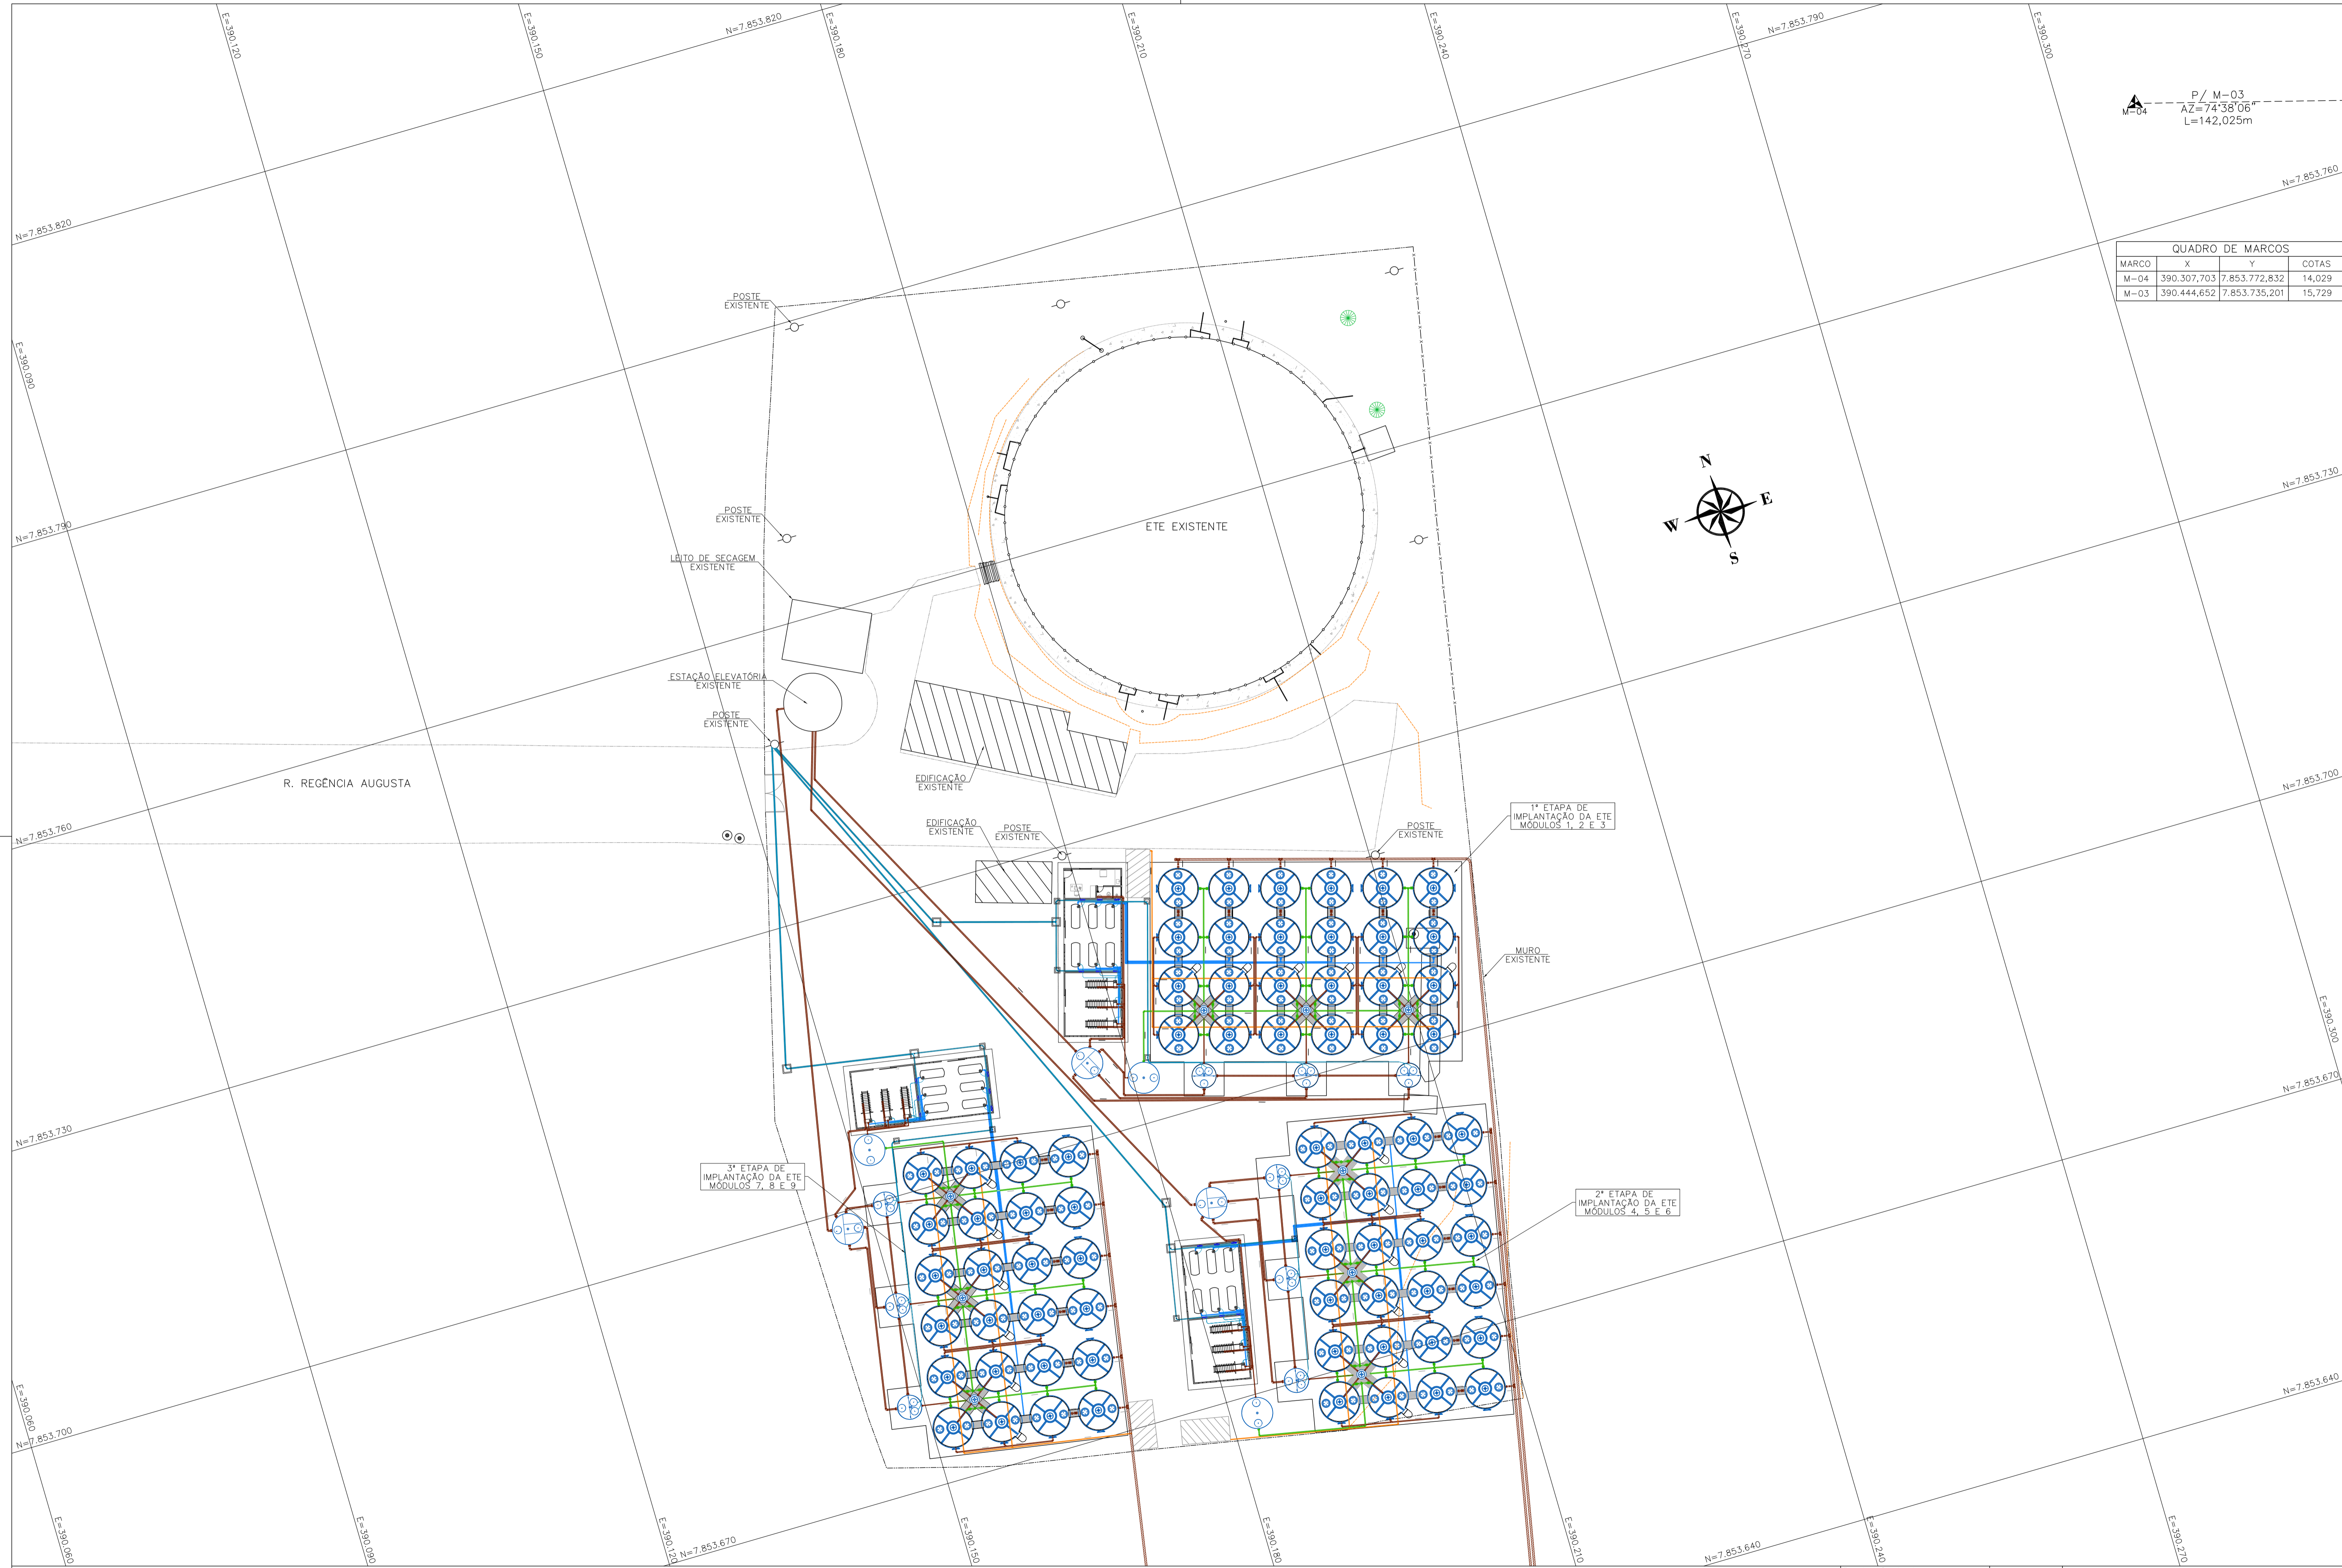 E=390.120
E=390.150
N=7.853.820
E=390.180
E=390.210
E=390.240
E=390.270
N=7.853.790
E=390.300
P/ M-03
M-04
AZ=74°38'06"
L=142,025m
N=7.853.760
N=7.853.820
QUADRO DE MARCOS
MARCO X Y COTAS
M-04 390.307,703 7.853.772,832 14,029
M-03 390.444,652 7.853.735,201 15,729
POSTE
EXISTENTE
E=390.090
N
E
W
S
N=7.853.730
POSTE
EXISTENTE
N=7.853.790
ETE EXISTENTE
LEITO DE SECAGEM
EXISTENTE
ESTAÇÃO ELEVATÓRIA
EXISTENTE
POSTE
EXISTENTE
R. REGÊNCIA AUGUSTA
EDIFICAÇÃO
EXISTENTE
N=7.853.700
1ª ETAPA DE
IMPLANTAÇÃO DA ETE
MÓDULOS 1, 2 E 3
N=7.853.760
EDIFICAÇÃO
EXISTENTE
POSTE
EXISTENTE
POSTE
EXISTENTE
MURO
EXISTENTE
E=390.300
N=7.853.670
N=7.853.730
3ª ETAPA DE
IMPLANTAÇÃO DA ETE
MÓDULOS 7, 8 E 9
2ª ETAPA DE
IMPLANTAÇÃO DA ETE
MÓDULOS 4, 5 E 6
N=7.853.640
E=390.060
N=7.853.700
E=390.060
E=390.090
E=390.120
N=7.853.670
E=390.150
E=390.180
E=390.210
N=7.853.640
E=390.240
E=390.270